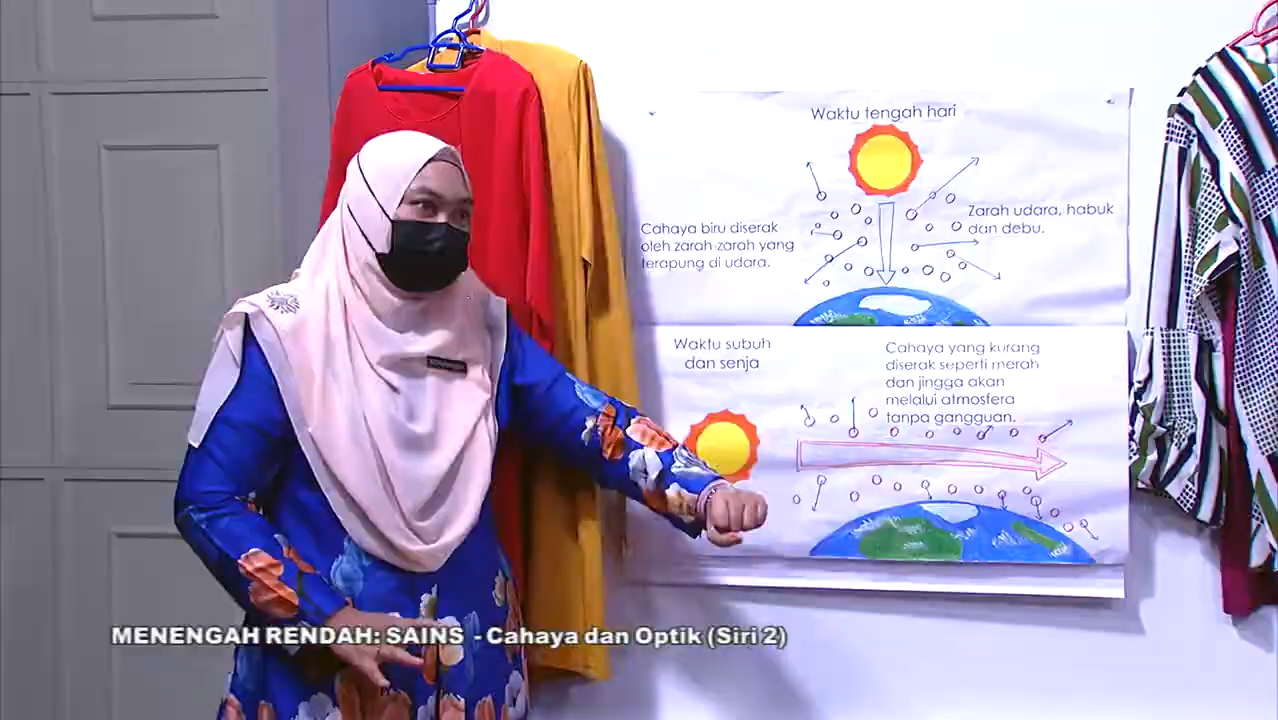 Waktu tengah hari
Cahaya biru diserak
oleh zarah-zarah yang
terapung di udara.
Zarah udara, habuk
dan debu.
Waktu subuh
dan senja
Cahaya yang kurang
diserak seperti merah
dan jingga akan
melalui atmosfera
tanpa gangguan.
MENENGAH RENDAH: SAINS - Cahaya dan Optik (Siri 2)